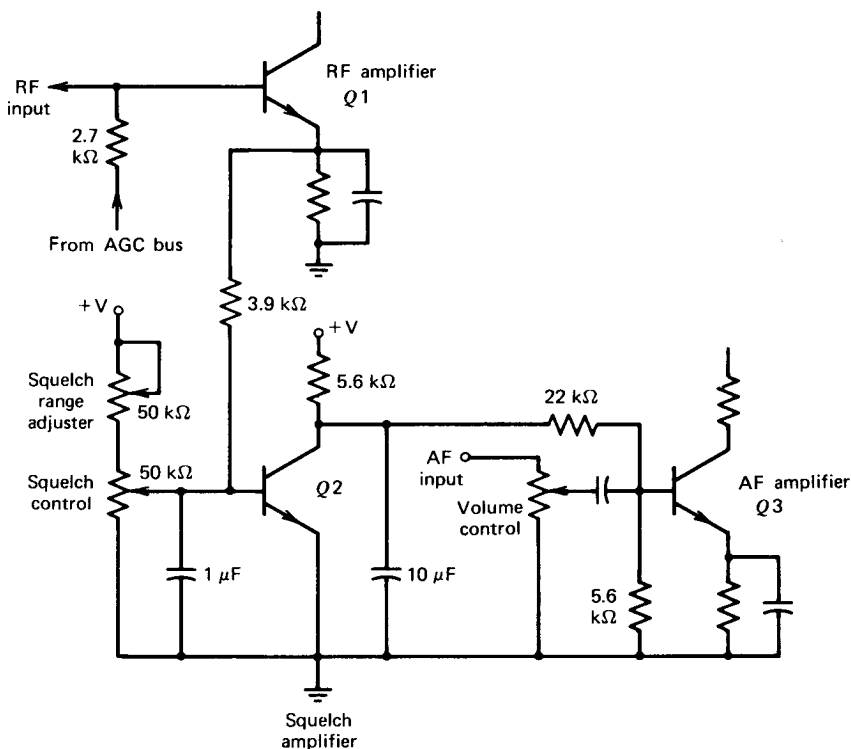 RF amplifier
Q1
RF
input
2.7
kΩ
From AGC bus
3.9 kΩ
+V
+V
5.6 kΩ
Squelch
range
adjuster
50 kΩ
22 kΩ
50 kΩ
Squelch
control
Q2
AF
input
Volume
control
AF amplifier
Q3
1 μF
10 μF
5.6
kΩ
Squelch
amplifier